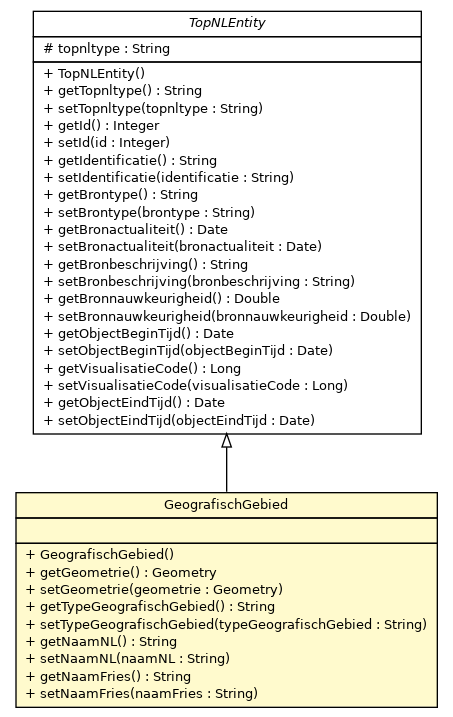 TopNLEntity
# topnltype : String
+ TopNLEntity()
+ getTopnltype() : String
+ setTopnltype(topnltype : String)
+ getId() : Integer
+ setId(id : Integer)
+ getIdentificatie() : String
+ setIdentificatie(identificatie : String)
+ getBrontype() : String
+ setBrontype(brontype : String)
+ getBronactualiteit() : Date
+ setBronactualiteit(bronactualiteit : Date)
+ getBronbeschrijving() : String
+ setBronbeschrijving(bronbeschrijving : String)
+ getBronnauwkeurigheid() : Double
+ setBronnauwkeurigheid(bronnauwkeurigheid : Double)
+ getObjectBeginTijd() : Date
+ setObjectBeginTijd(objectBeginTijd : Date)
+ getVisualisatieCode() : Long
+ setVisualisatieCode(visualisatieCode : Long)
+ getObjectEindTijd() : Date
+ setObjectEindTijd(objectEindTijd : Date)
GeografischGebied
+ GeografischGebied()
+ getGeometrie() : Geometry
+ setGeometrie(geometrie : Geometry)
+ getTypeGeografischGebied() : String
+ setTypeGeografischGebied(typeGeografischGebied : String)
+ getNaamNL() : String
+ setNaamNL(naamNL : String)
+ getNaamFries() : String
+ setNaamFries(naamFries : String)